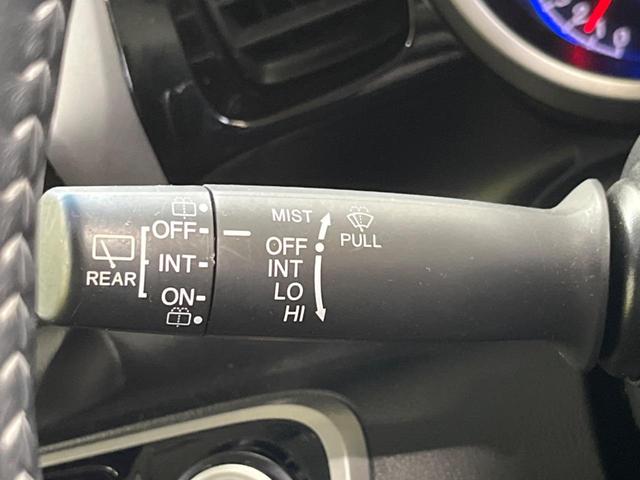 REAR
OFF
INT
ON
MIST
OFF
INT
LO
HI
PULL